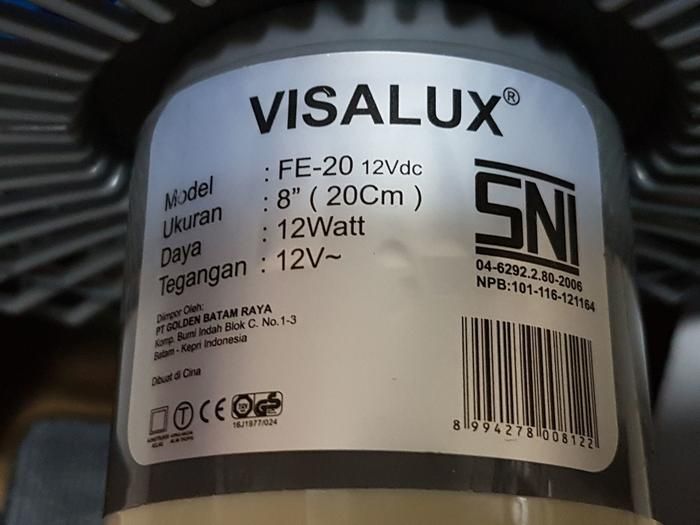 VISALUX®
Model : FE-20 12Vdc
Ukuran : 8" ( 20Cm )
Daya : 12Watt
Tegangan : 12V~
SNI
04-6292.2.80-2006
NPB:101-116-121164
Diimpor Oleh:
PT GOLDEN BATAM RAYA
Komp. Bumi Indah Blok C. No.1-3
Batam - Kepri Indonesia
Dibuat di Cina
T CE GS
16J1977/024
8 994278 008122